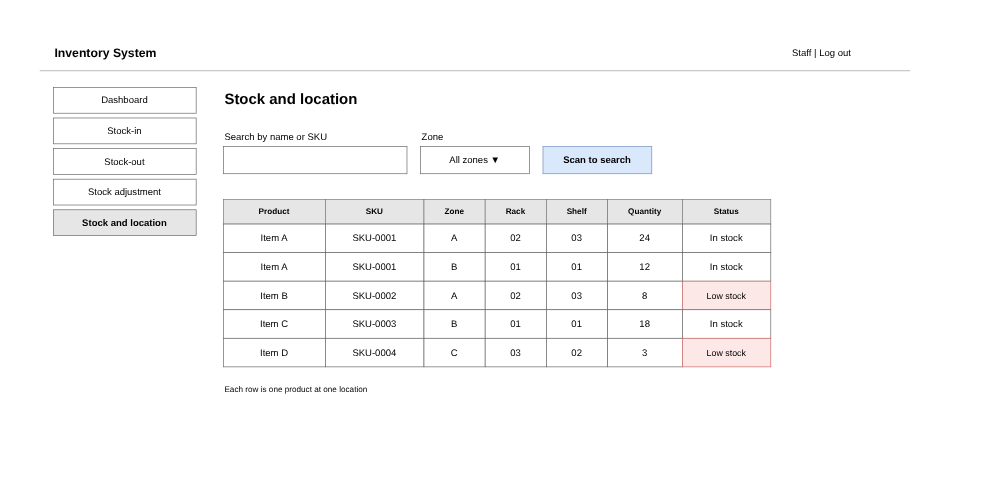 Inventory System
Staff | Log out
Dashboard
Stock-in
Stock-out
Stock adjustment
Stock and location
Stock and location
Search by name or SKU
Zone
All zones ▼
Scan to search
Product SKU Zone Rack Shelf Quantity Status
Item A SKU-0001 A 02 03 24 In stock
Item A SKU-0001 B 01 01 12 In stock
Item B SKU-0002 A 02 03 8 Low stock
Item C SKU-0003 B 01 01 18 In stock
Item D SKU-0004 C 03 02 3 Low stock
Each row is one product at one location